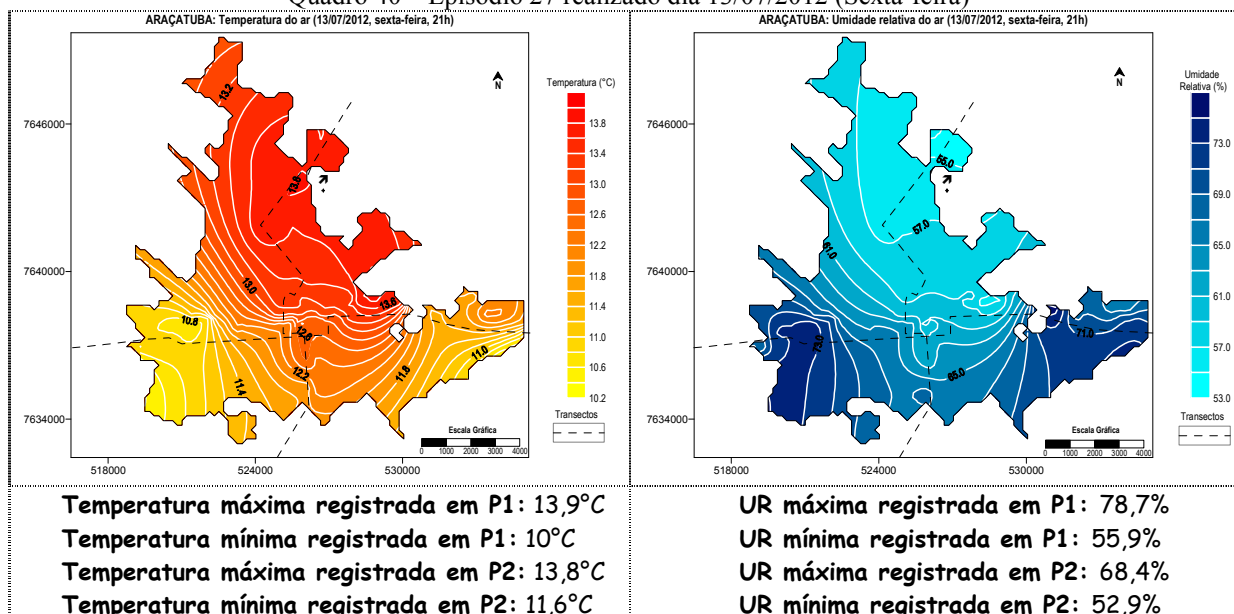 Quadro 40 – Episódio 27 realizado dia 13/07/2012 (Sexta-feira)
ARAÇATUBA: Temperatura do ar (13/07/2012, sexta-feira, 21h)
N
Temperatura (°C)
13.8
13.4
13.0
12.6
12.2
11.8
11.4
11.0
10.6
10.2
Transectos
Escala Gráfica
0 1000 2000 3000 4000
7646000
7640000
7634000
518000 524000 530000
13.2
13.6
13.0
13.6
10.8
12.6
12.2
11.4
11.8
11.0
ARAÇATUBA: Umidade relativa do ar (13/07/2012, sexta-feira, 21h)
N
Umidade
Relativa (%)
73.0
69.0
65.0
61.0
57.0
53.0
Transectos
Escala Gráfica
0 1000 2000 3000 4000
7646000
7640000
7634000
518000 524000 530000
55.0
57.0
61.0
73.0
65.0
71.0
Temperatura máxima registrada em P1: 13,9°C
Temperatura mínima registrada em P1: 10°C
Temperatura máxima registrada em P2: 13,8°C
Temperatura mínima registrada em P2: 11,6°C
UR máxima registrada em P1: 78,7%
UR mínima registrada em P1: 55,9%
UR máxima registrada em P2: 68,4%
UR mínima registrada em P2: 52,9%